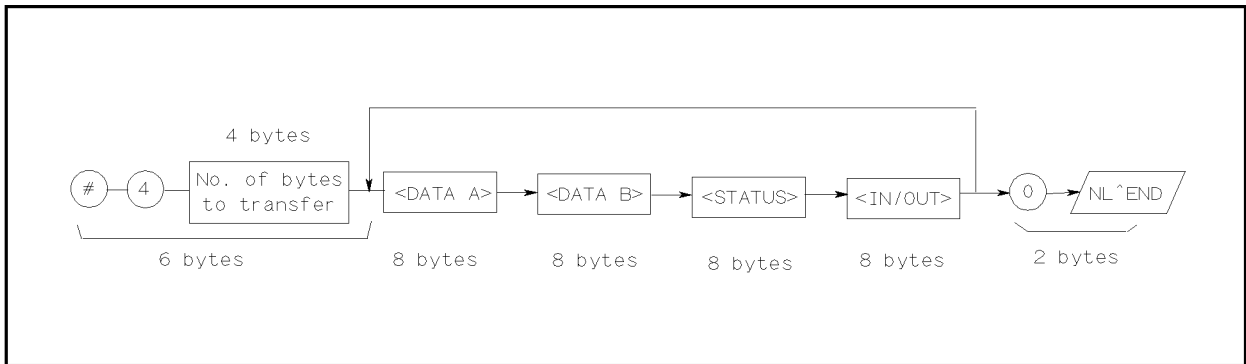 4 bytes
# 4 No. of bytes to transfer <DATA A> <DATA B> <STATUS> <IN/OUT> 0 NL^END
6 bytes 8 bytes 8 bytes 8 bytes 8 bytes 2 bytes